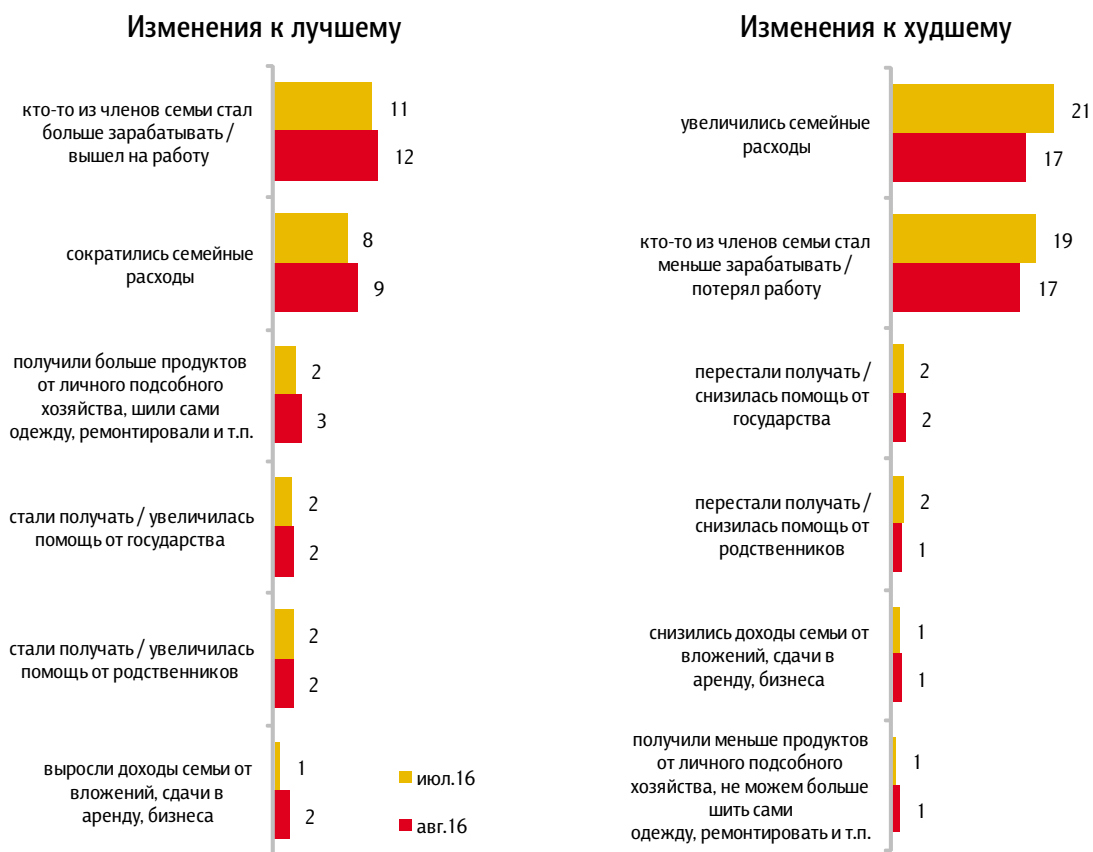 Изменения к лучшему
кто-то из членов семьи стал
больше зарабатывать /
вышел на работу
11
12
сократились семейные
расходы
8
9
получили больше продуктов
от личного подсобного
хозяйства, шили сами
одежду, ремонтировали и т.п.
2
3
стали получать / увеличилась
помощь от государства
2
2
стали получать / увеличилась
помощь от родственников
2
2
выросли доходы семьи от
вложений, сдачи в
аренду, бизнеса
1
2
июл.16
авг.16
Изменения к худшему
увеличились семейные
расходы
21
17
кто-то из членов семьи стал
меньше зарабатывать /
потерял работу
19
17
перестали получать /
снизилась помощь от
государства
2
2
перестали получать /
снизилась помощь от
родственников
2
1
снизились доходы семьи от
вложений, сдачи в
аренду, бизнеса
1
1
получили меньше продуктов
от личного подсобного
хозяйства, не можем больше
шить сами
одежду, ремонтировать и т.п.
1
1